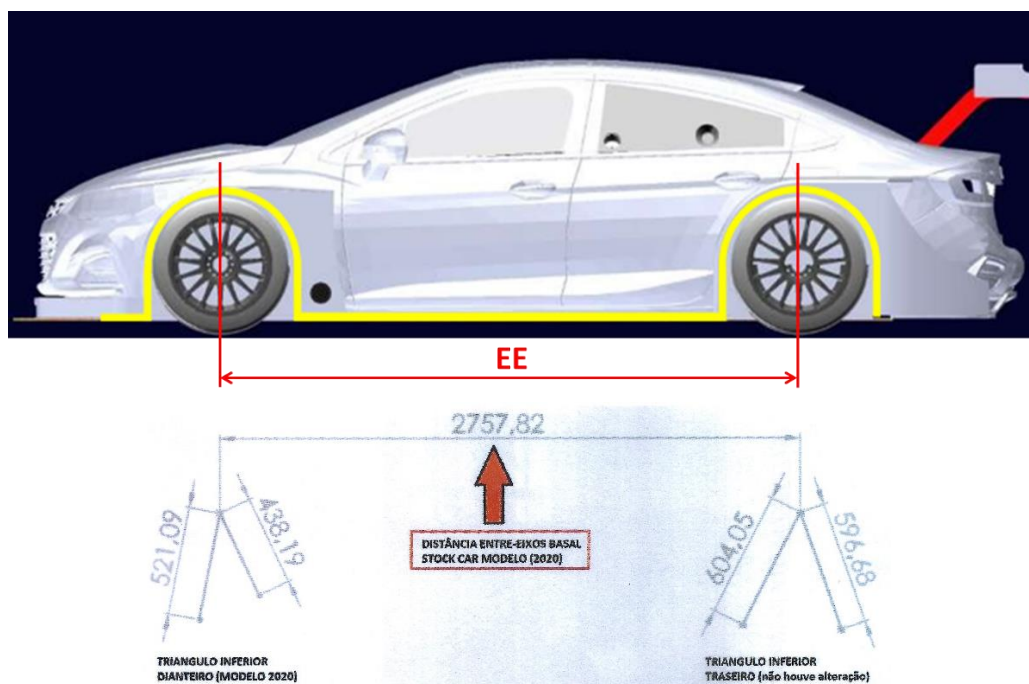 EE
2757,82
521,09
438,19
604,05
596,68
DISTÂNCIA ENTRE-EIXOS BASAL
STOCK CAR MODELO (2020)
TRIANGULO INFERIOR
DIANTEIRO (MODELO 2020)
TRIANGULO INFERIOR
TRASEIRO (não houve alteração)